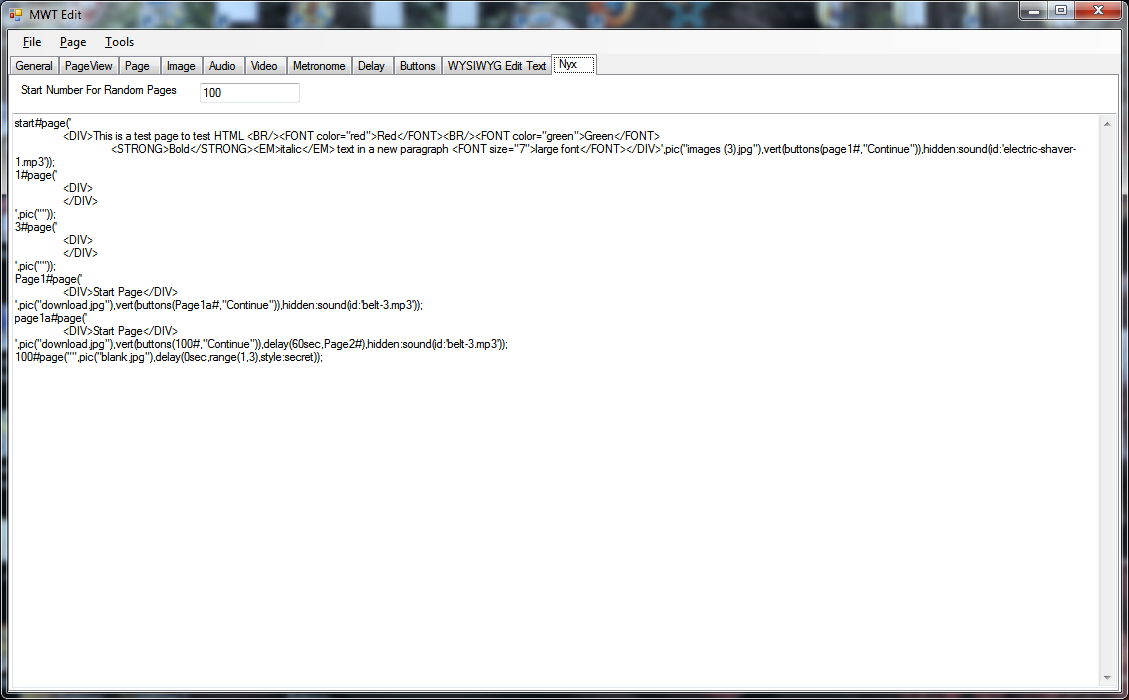 MWT Edit
File Page Tools
General PageView Page Image Audio Video Metronome Delay Buttons WYSIWYG Edit Text Nyx
Start Number For Random Pages 100
start#page('
<DIV>This is a test page to test HTML <BR/><FONT color="red">Red</FONT><BR/><FONT color="green">Green</FONT>
<STRONG>Bold</STRONG><EM>italic</EM> text in a new paragraph <FONT size="7">large font</FONT></DIV>',pic("images (3).jpg"),vert(buttons(page1#,"Continue")),hidden:sound(id:'electric-shaver-
1.mp3'));
1#page('
<DIV>
</DIV>
',pic(""));
3#page('
<DIV>
</DIV>
',pic(""));
Page1#page('
<DIV>Start Page</DIV>
',pic("download.jpg"),vert(buttons(Page1a#,"Continue")),hidden:sound(id:'belt-3.mp3'));
page1a#page('
<DIV>Start Page</DIV>
',pic("download.jpg"),vert(buttons(100#,"Continue")),delay(60sec,Page2#),hidden:sound(id:'belt-3.mp3'));
100#page("",pic("blank.jpg"),delay(0sec,range(1,3),style:secret));